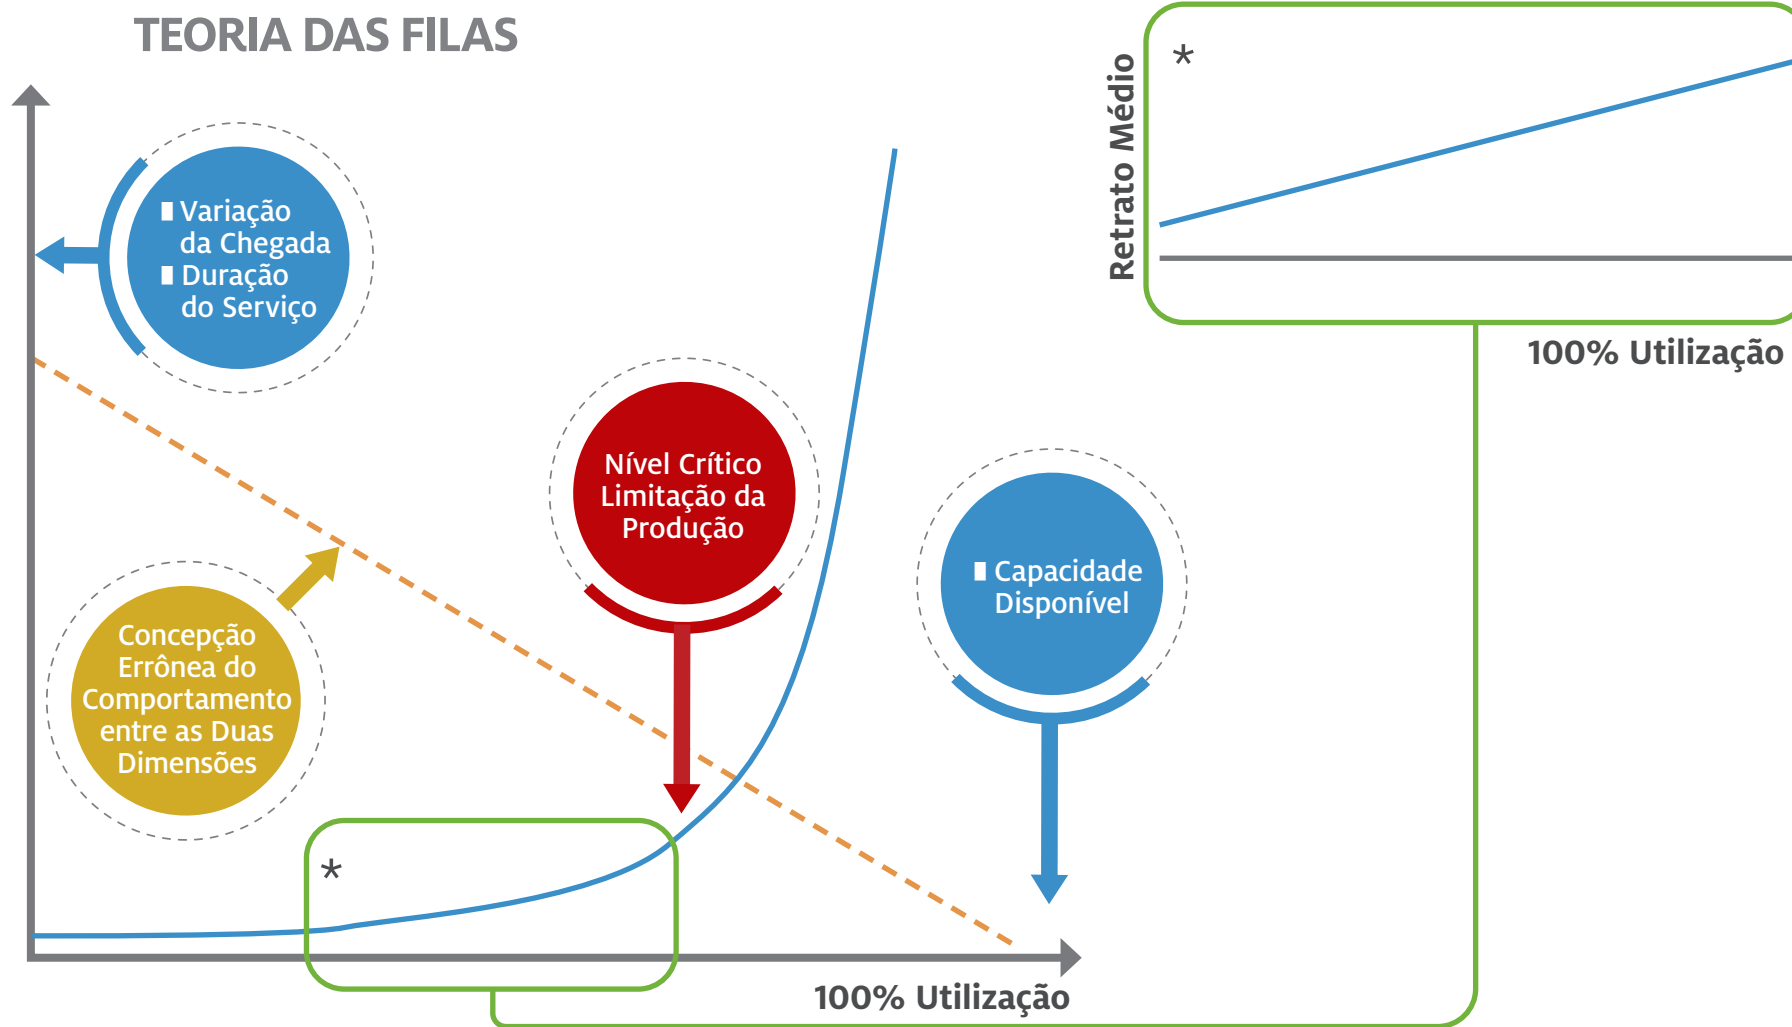 TEORIA DAS FILAS
*
Retrato Médio
100% Utilização
Variação
da Chegada
Duração
do Serviço
Nível Crítico
Limitação da
Produção
Capacidade
Disponível
Concepção
Errônea do
Comportamento
entre as Duas
Dimensões
*
100% Utilização